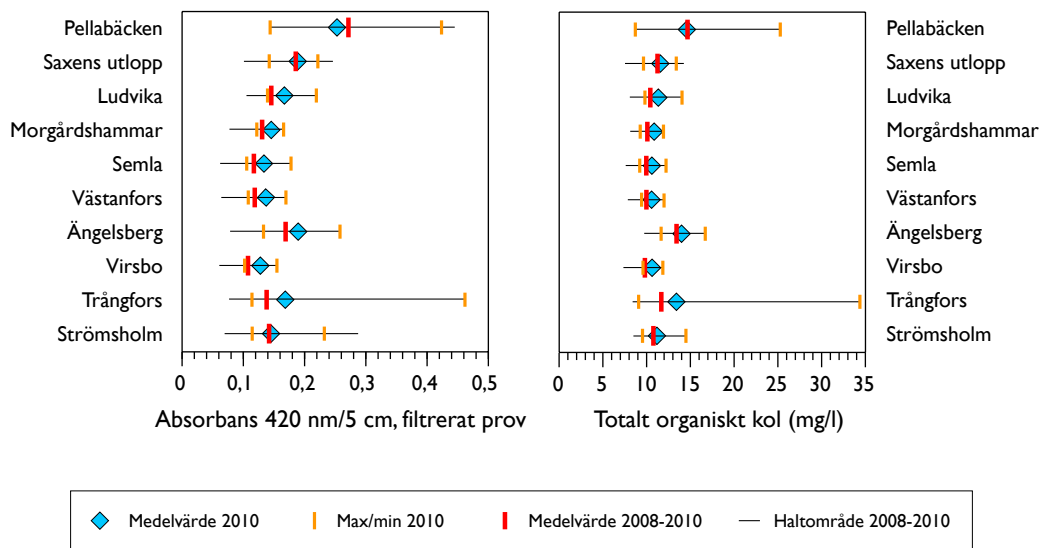 Pellabäcken
Saxens utlopp
Ludvika
Morgårdshammar
Semla
Västanfors
Ängelsberg
Virsbo
Trångfors
Strömsholm
0 0,1 0,2 0,3 0,4 0,5
Absorbans 420 nm/5 cm, filtrerat prov
Pellabäcken
Saxens utlopp
Ludvika
Morgårdshammar
Semla
Västanfors
Ängelsberg
Virsbo
Trångfors
Strömsholm
0 5 10 15 20 25 30 35
Totalt organiskt kol (mg/l)
Medelvärde 2010 Max/min 2010 Medelvärde 2008-2010 Haltområde 2008-2010